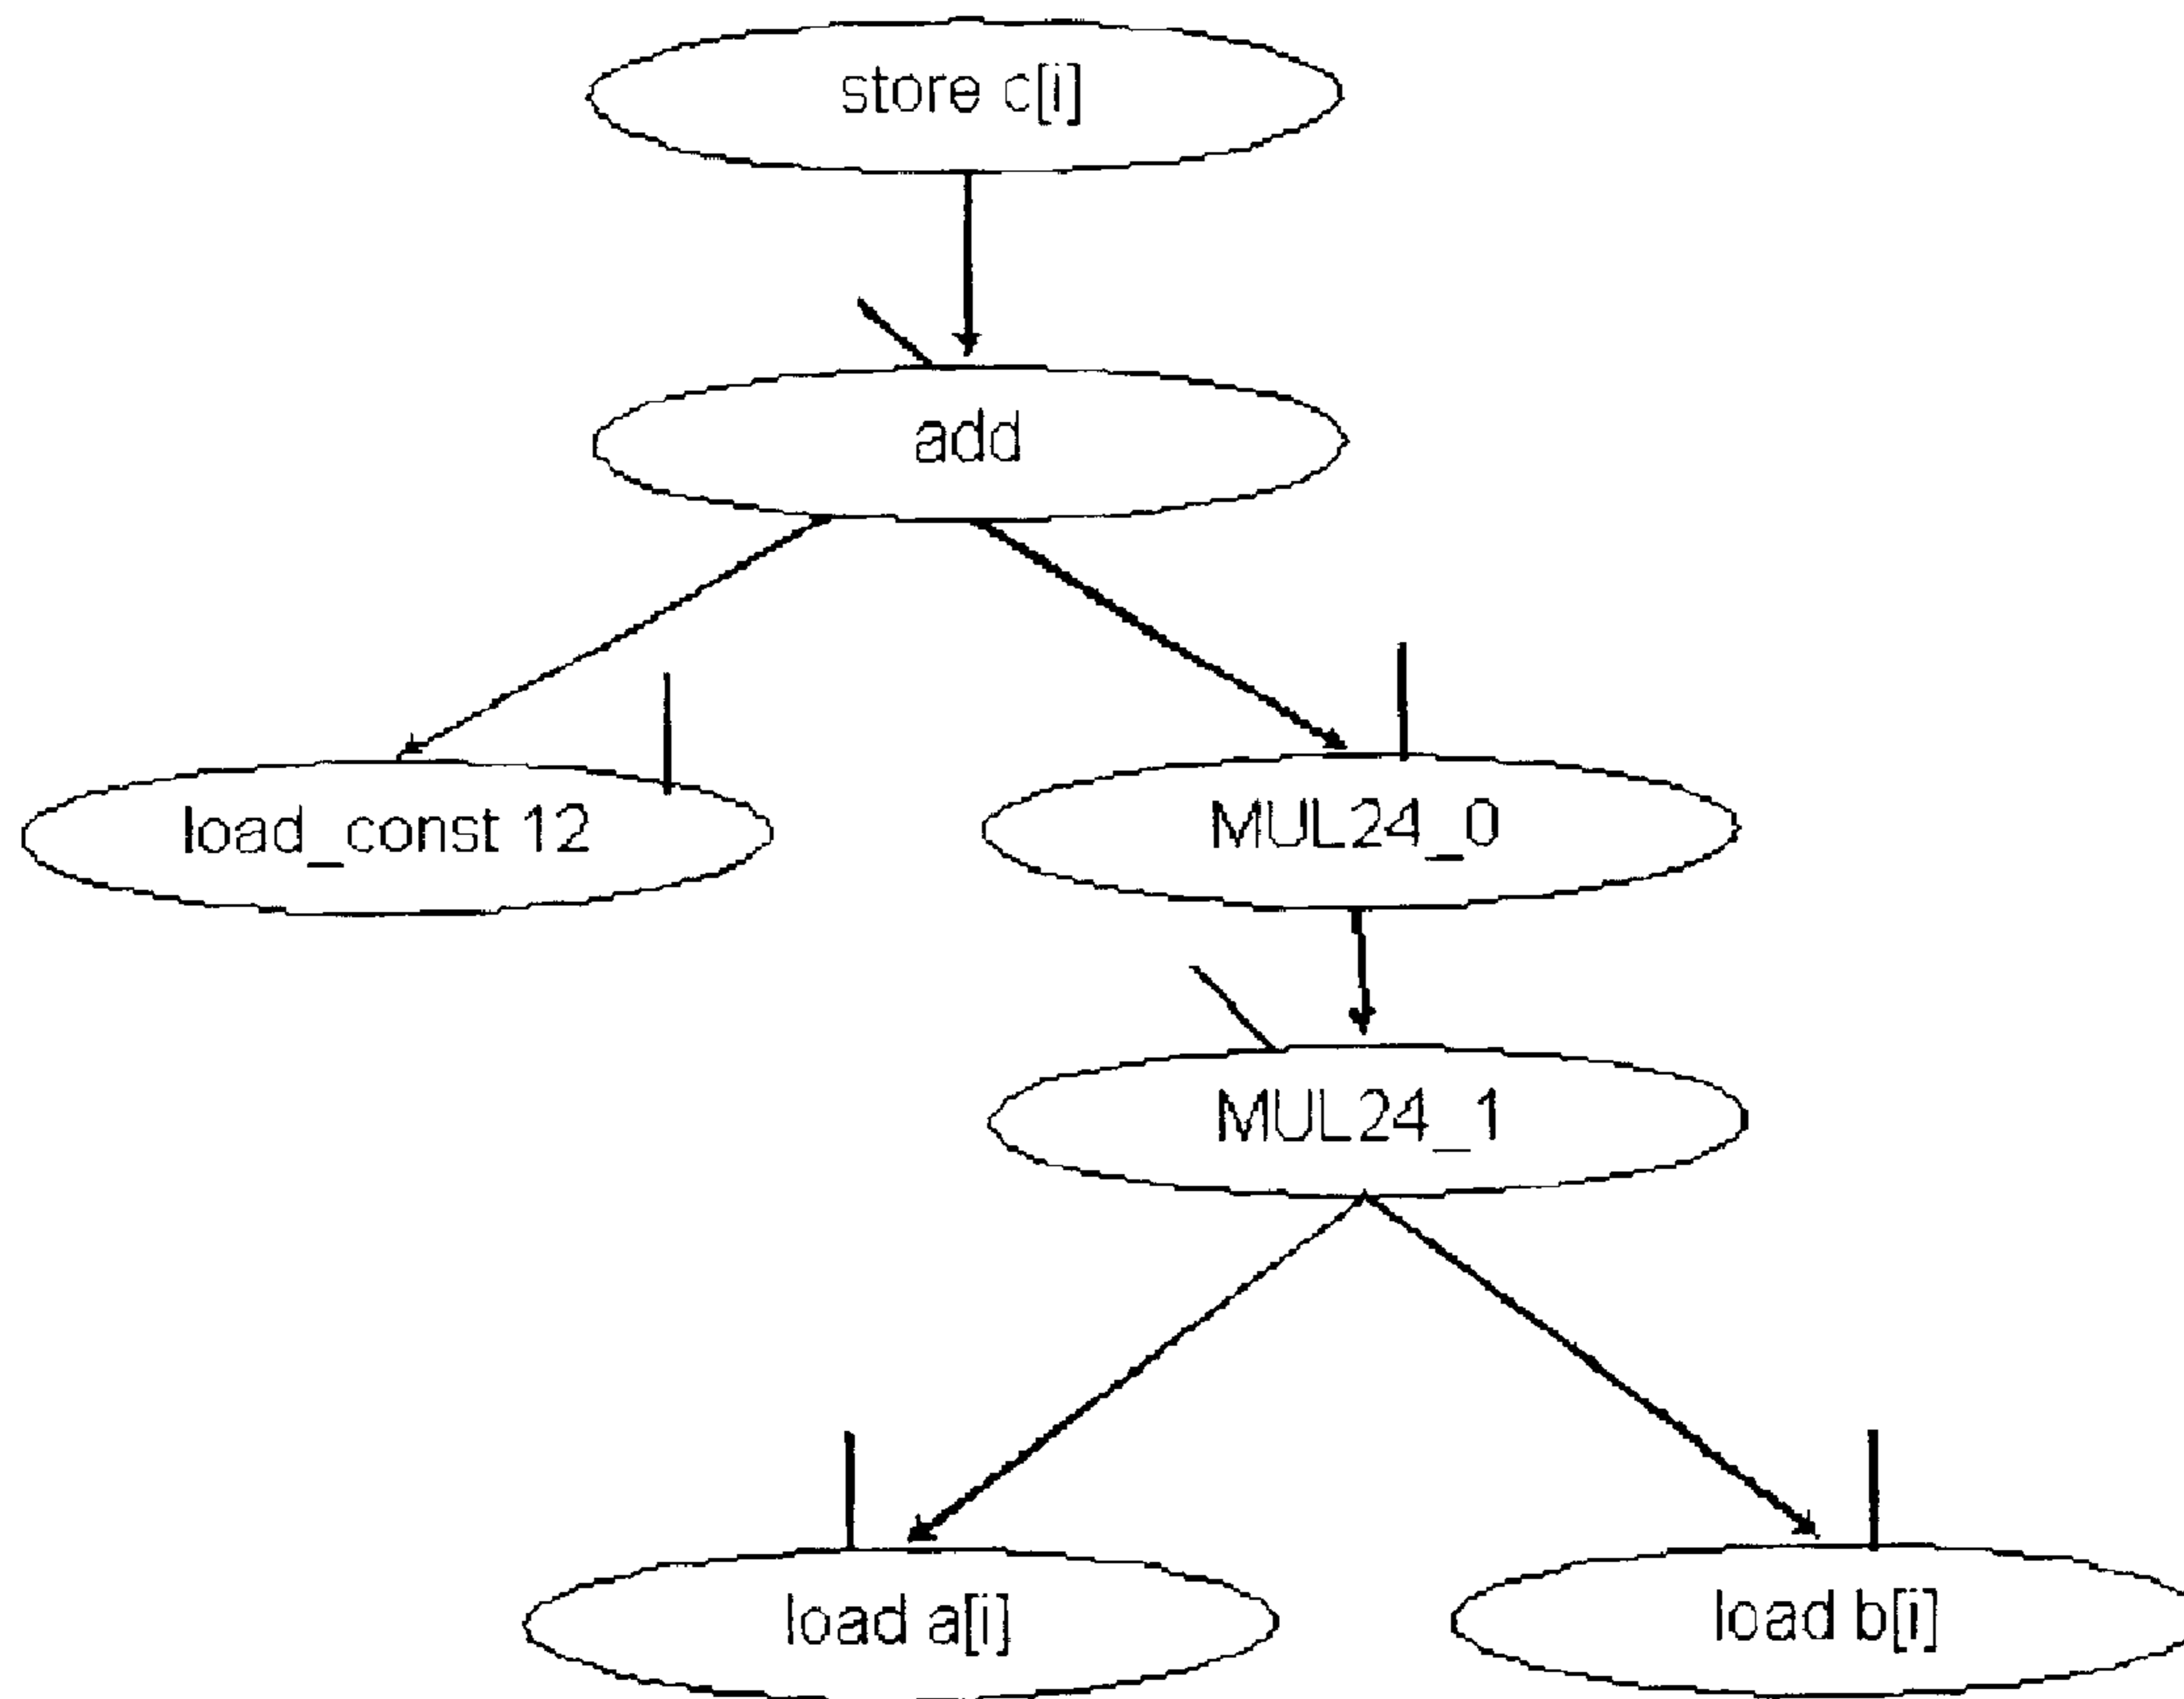 store c[i]
add
load_const 12
MUL24_0
MUL24_1
load a[i]
load b[i]